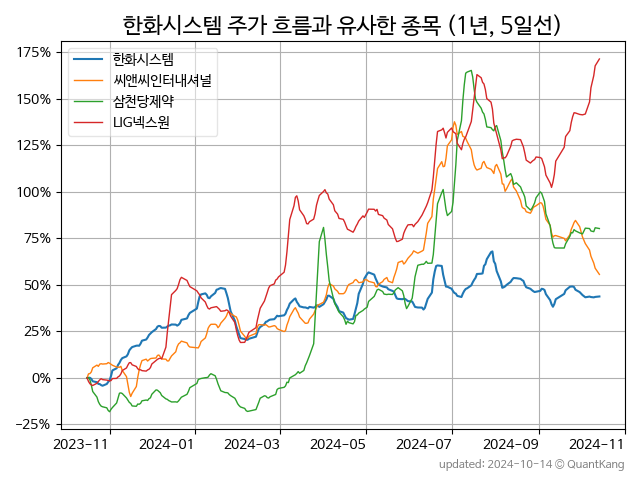 한화시스템 주가 흐름과 유사한 종목 (1년, 5일선)
175%
150%
125%
100%
75%
50%
25%
0%
−25%
한화시스템
씨앤씨인터내셔널
삼천당제약
LIG넥스원
2023-11
2024-01
2024-03
2024-05
2024-07
2024-09
2024-11
updated: 2024-10-14 © QuantKang